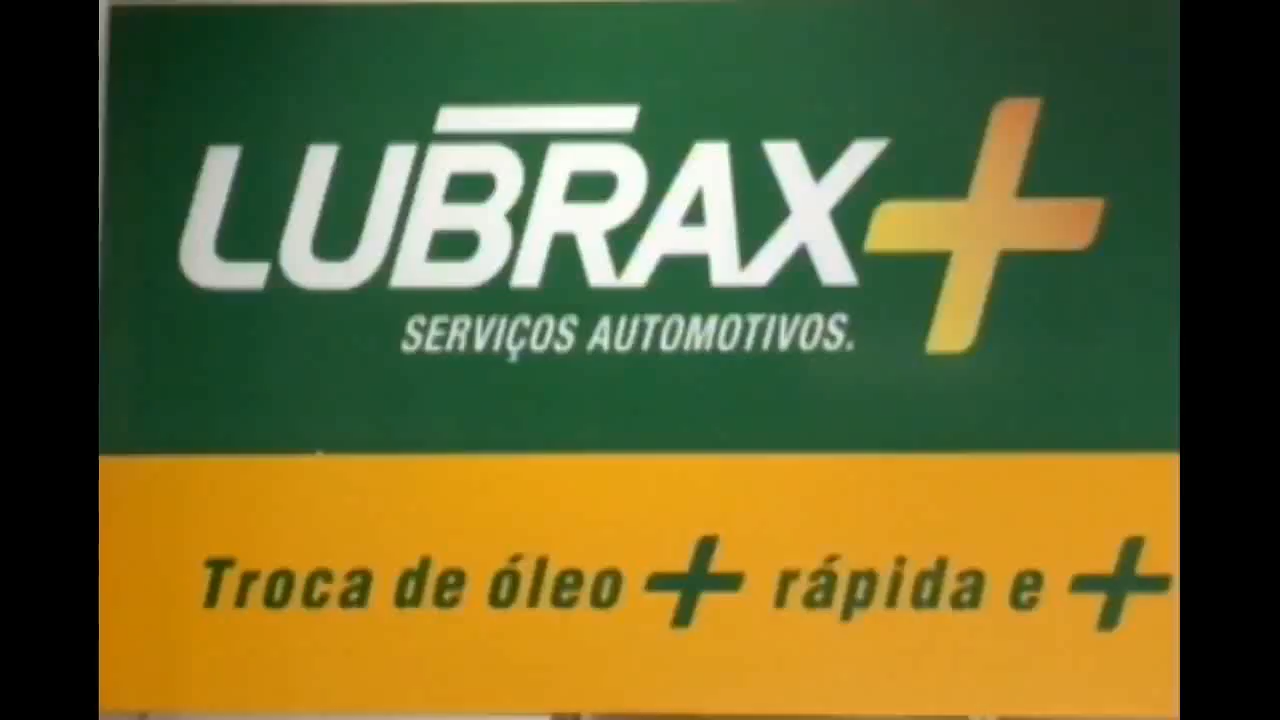 LUBRAX+
SERVIÇOS AUTOMOTIVOS.
Troca de óleo + rápida e +